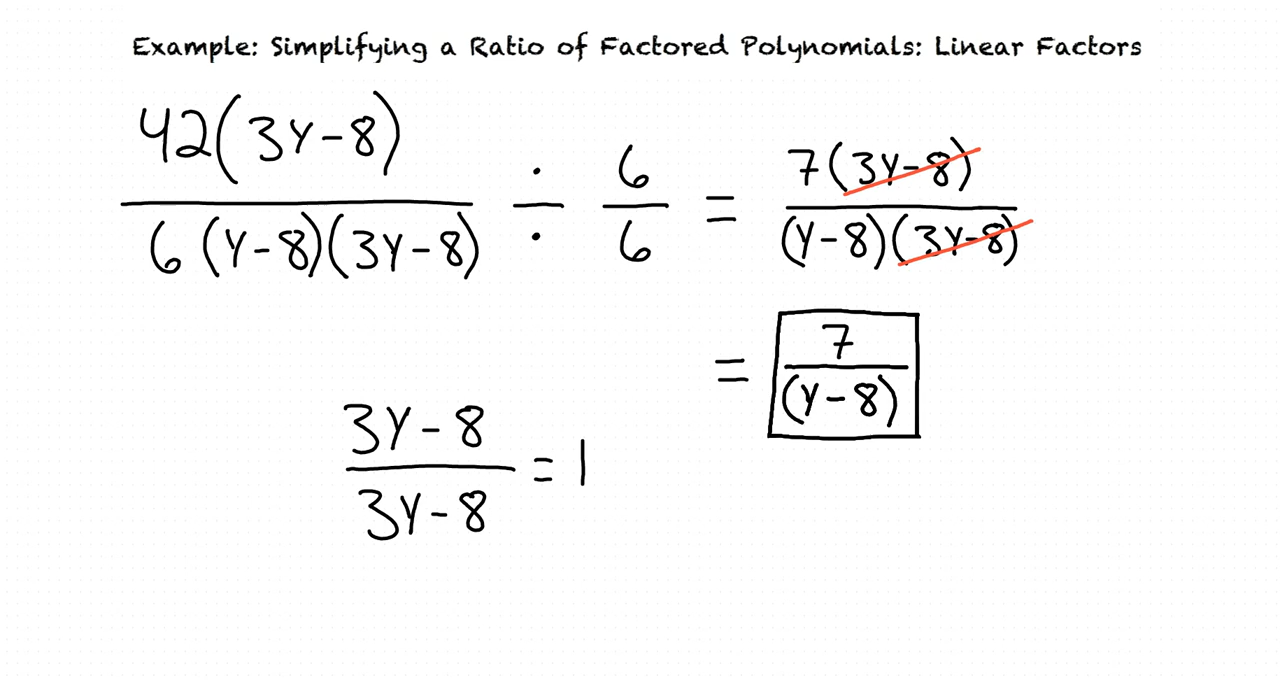 Example: Simplifying a Ratio of Factored Polynomials: Linear Factors
42(3y-8) / 6(y-8)(3y-8) ÷ 6/6 = 7(3y-8) / (y-8)(3y-8)
= 7/(y-8)
3y-8 / 3y-8 = 1